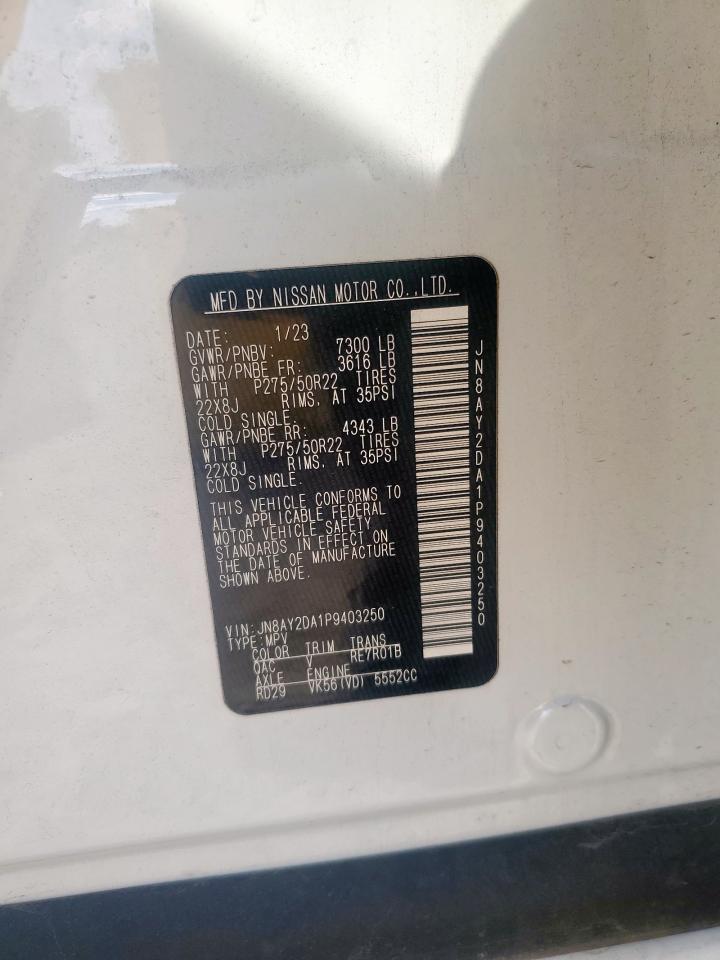 MFD BY NISSAN MOTOR CO.,LTD.
DATE: 1/23
GVWR/PNBV: 7300 LB
GAWR/PNBE FR: 3616 LB
WITH P275/50R22 TIRES
22X8J RIMS, AT 35PSI
COLD SINGLE.
GAWR/PNBE RR: 4343 LB
WITH P275/50R22 TIRES
22X8J RIMS, AT 35PSI
COLD SINGLE.
THIS VEHICLE CONFORMS TO
ALL APPLICABLE FEDERAL
MOTOR VEHICLE SAFETY
STANDARDS IN EFFECT ON
THE DATE OF MANUFACTURE
SHOWN ABOVE.
VIN:JN8AY2DA1P9403250
TYPE:MPV
COLOR TRIM TRANS
QAC V RE7R01B
AXLE ENGINE
RD29 VK56(VD) 5552CC
JN8AY2DA1P9403250